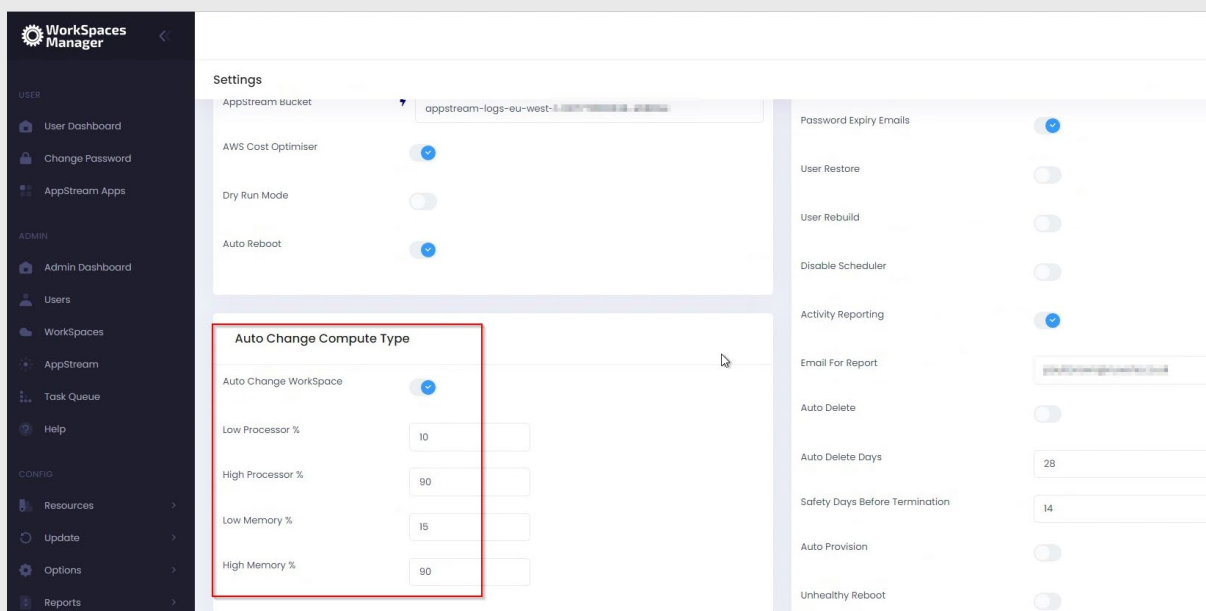 WorkSpaces
Manager
USER
User Dashboard
Change Password
AppStream Apps
ADMIN
Admin Dashboard
Users
WorkSpaces
AppStream
Task Queue
Help
CONFIG
Resources
Update
Options
Reports
Settings
AppStream Bucket
appstream-logs-eu-west-
AWS Cost Optimiser
Dry Run Mode
Auto Reboot
Auto Change Compute Type
Auto Change WorkSpace
Low Processor %
10
High Processor %
90
Low Memory %
15
High Memory %
90
Password Expiry Emails
User Restore
User Rebuild
Disable Scheduler
Activity Reporting
Email For Report
Auto Delete
Auto Delete Days
28
Safety Days Before Termination
14
Auto Provision
Unhealthy Reboot